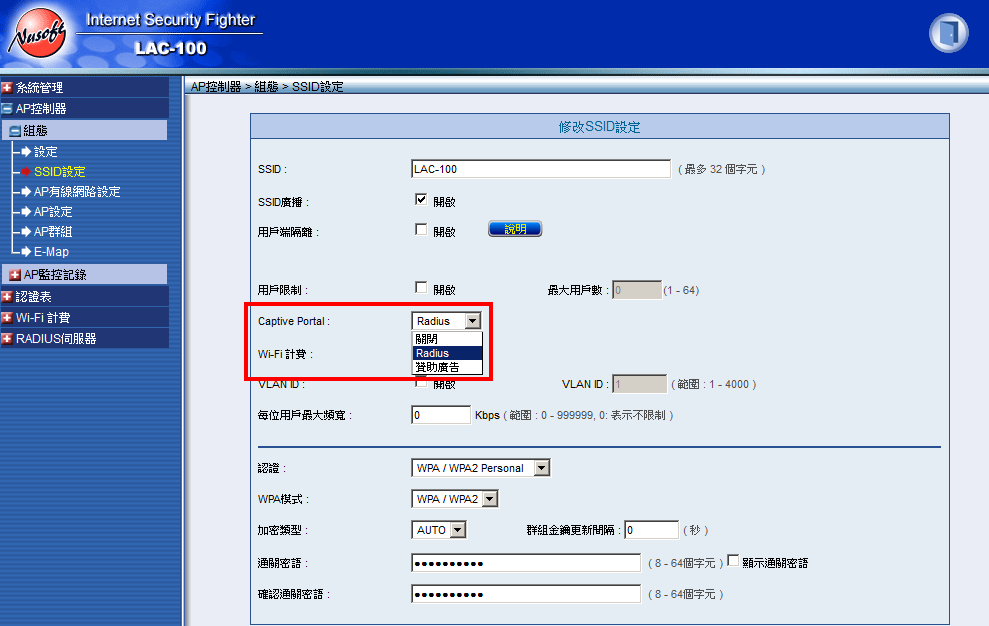 Nusoft
Internet Security Fighter
LAC-100
系統管理
AP控制器
組態
設定
SSID設定
AP有線網路設定
AP設定
AP群組
E-Map
AP監控記錄
認證表
Wi-Fi 計費
RADIUS伺服器
AP控制器 > 組態 > SSID設定
修改SSID設定
SSID : LAC-100 ( 最多 32 個字元 )
SSID廣播 : 開啟
用戶端隔離 : 開啟 說明
用戶限制 : 開啟 最大用戶數 : 0 (1 - 64)
Captive Portal : Radius
關閉
Radius
Wi-Fi 計費 :
贊助廣告
VLAN ID : 開啟 VLAN ID : 1 ( 範圍 : 1 - 4000 )
每位用戶最大頻寬 : 0 Kbps ( 範圍 : 0 - 999999, 0: 表示不限制 )
認證 : WPA / WPA2 Personal
WPA模式 : WPA / WPA2
加密類型 : AUTO 群組金鑰更新間隔 : 0 ( 秒 )
通關密語 : ●●●●●●●●●● ( 8 - 64個字元 ) 顯示通關密語
確認通關密語 : ●●●●●●●●●● ( 8 - 64個字元 )